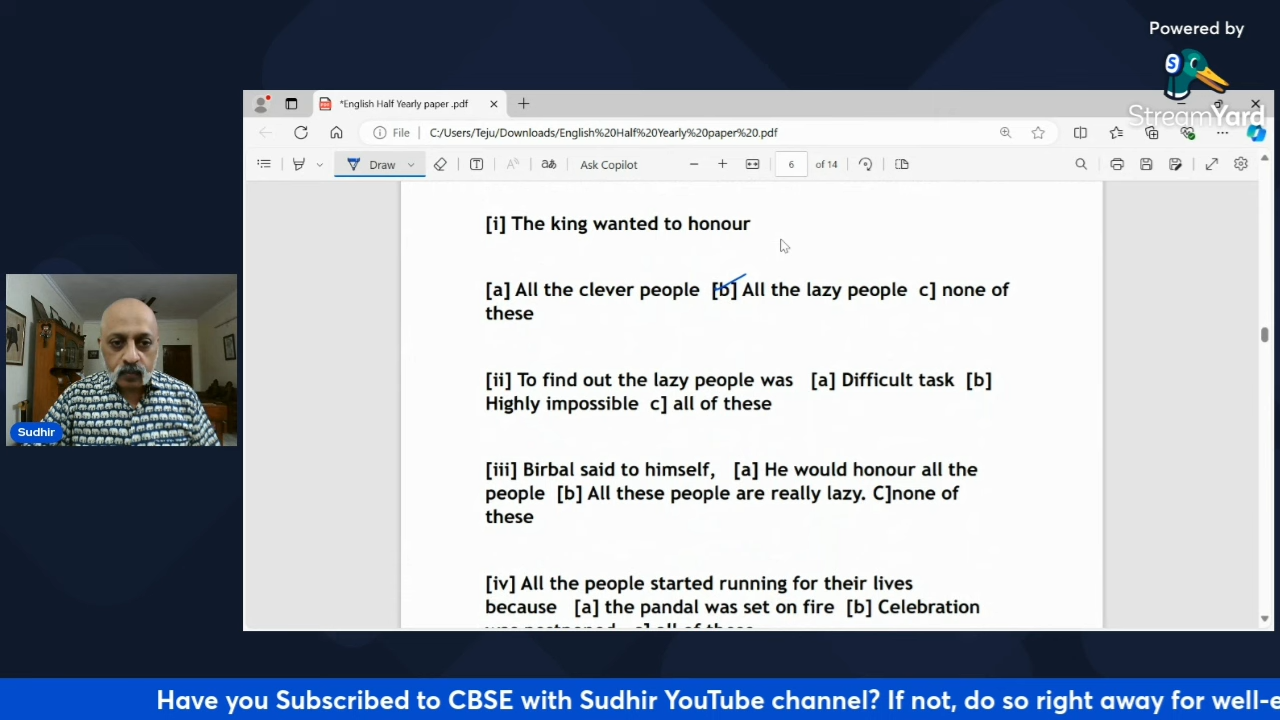 Powered by
StreamYard
*English Half Yearly paper .pdf
File | C:/Users/Teju/Downloads/English%20Half%20Yearly%20paper%20.pdf
Draw
Ask Copilot
6 of 14
[i] The king wanted to honour
[a] All the clever people [b] All the lazy people c] none of
these
[ii] To find out the lazy people was [a] Difficult task [b]
Highly impossible c] all of these
[iii] Birbal said to himself, [a] He would honour all the
people [b] All these people are really lazy. C]none of
these
[iv] All the people started running for their lives
because [a] the pandal was set on fire [b] Celebration
was postponed c] all of these
Sudhir
Have you Subscribed to CBSE with Sudhir YouTube channel? If not, do so right away for well-e